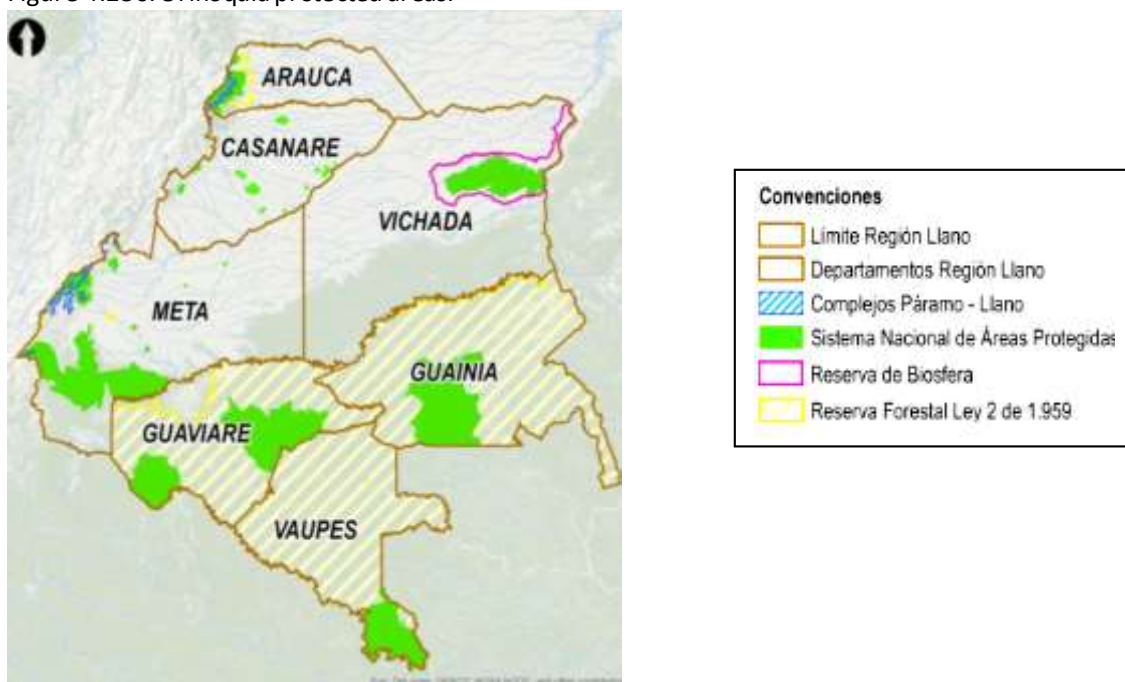 ARAUCA
CASANARE
VICHADA
META
GUAINIA
GUAVIARE
VAUPES
Convenciones
Límite Región Llano
Departamentos Región Llano
Complejos Páramo - Llano
Sistema Nacional de Áreas Protegidas
Reserva de Biosfera
Reserva Forestal Ley 2 de 1.959